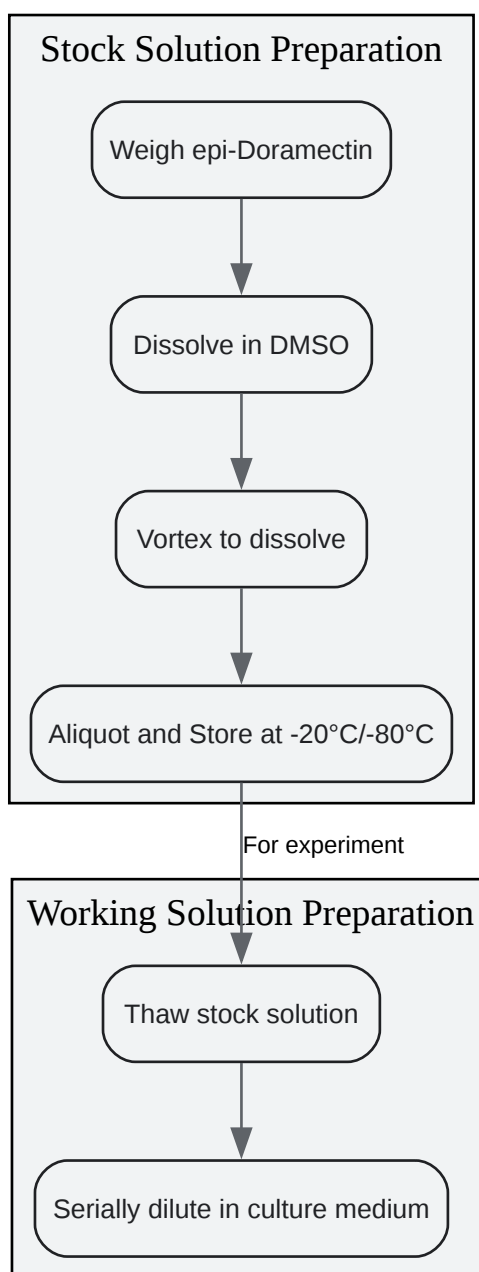 Stock Solution Preparation
Weigh epi-Doramectin
Dissolve in DMSO
Vortex to dissolve
Aliquot and Store at -20°C/-80°C
For experiment
Working Solution Preparation
Thaw stock solution
Serially dilute in culture medium